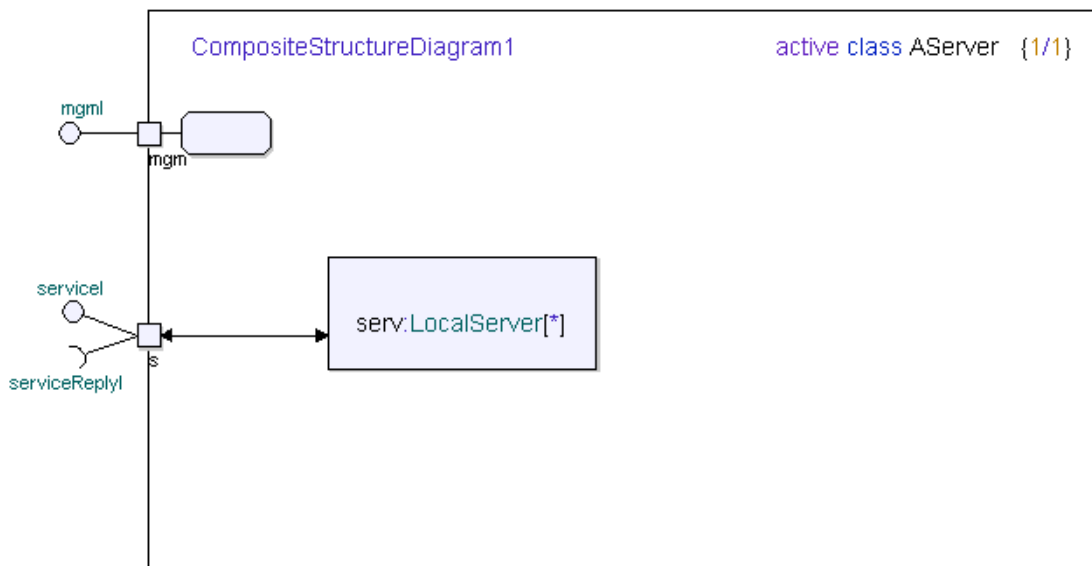 CompositeStructureDiagram1 active class AServer {1/1}
mgmI
mgm
serviceI
serv:LocalServer[*]
s
serviceReplyI